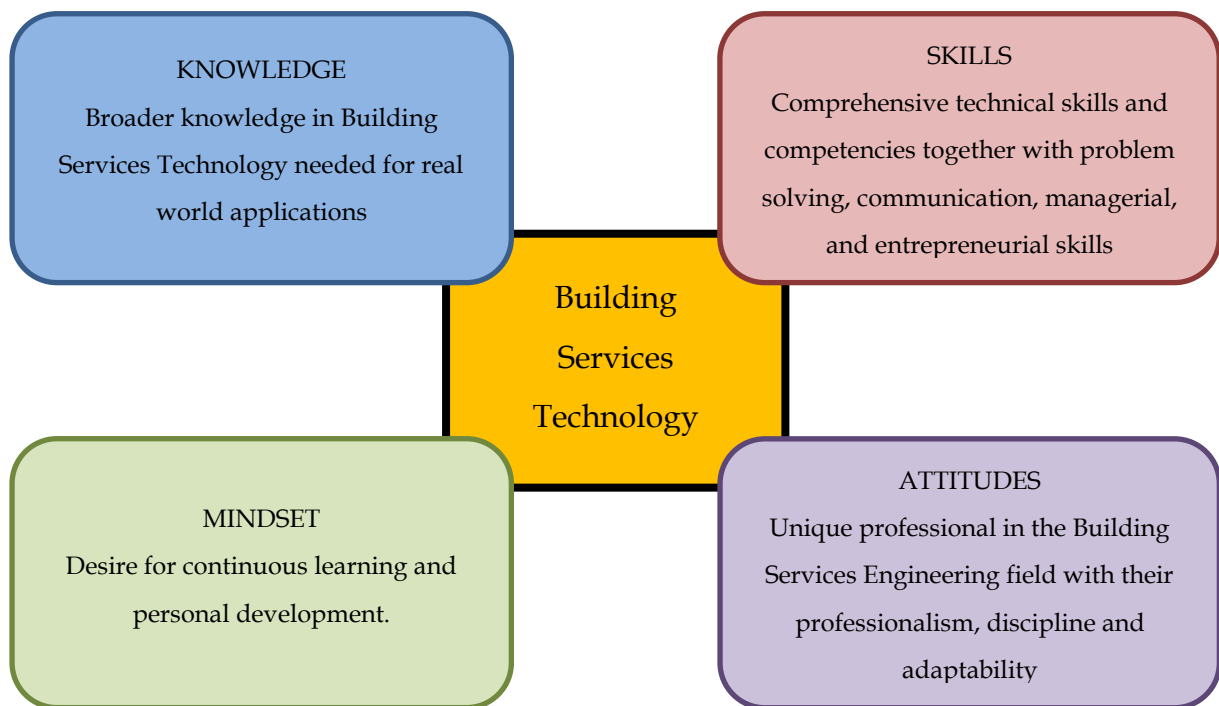 KNOWLEDGE
Broader knowledge in Building
Services Technology needed for real
world applications
SKILLS
Comprehensive technical skills and
competencies together with problem
solving, communication, managerial,
and entrepreneurial skills
Building
Services
Technology
MINDSET
Desire for continuous learning and
personal development.
ATTITUDES
Unique professional in the Building
Services Engineering field with their
professionalism, discipline and
adaptability